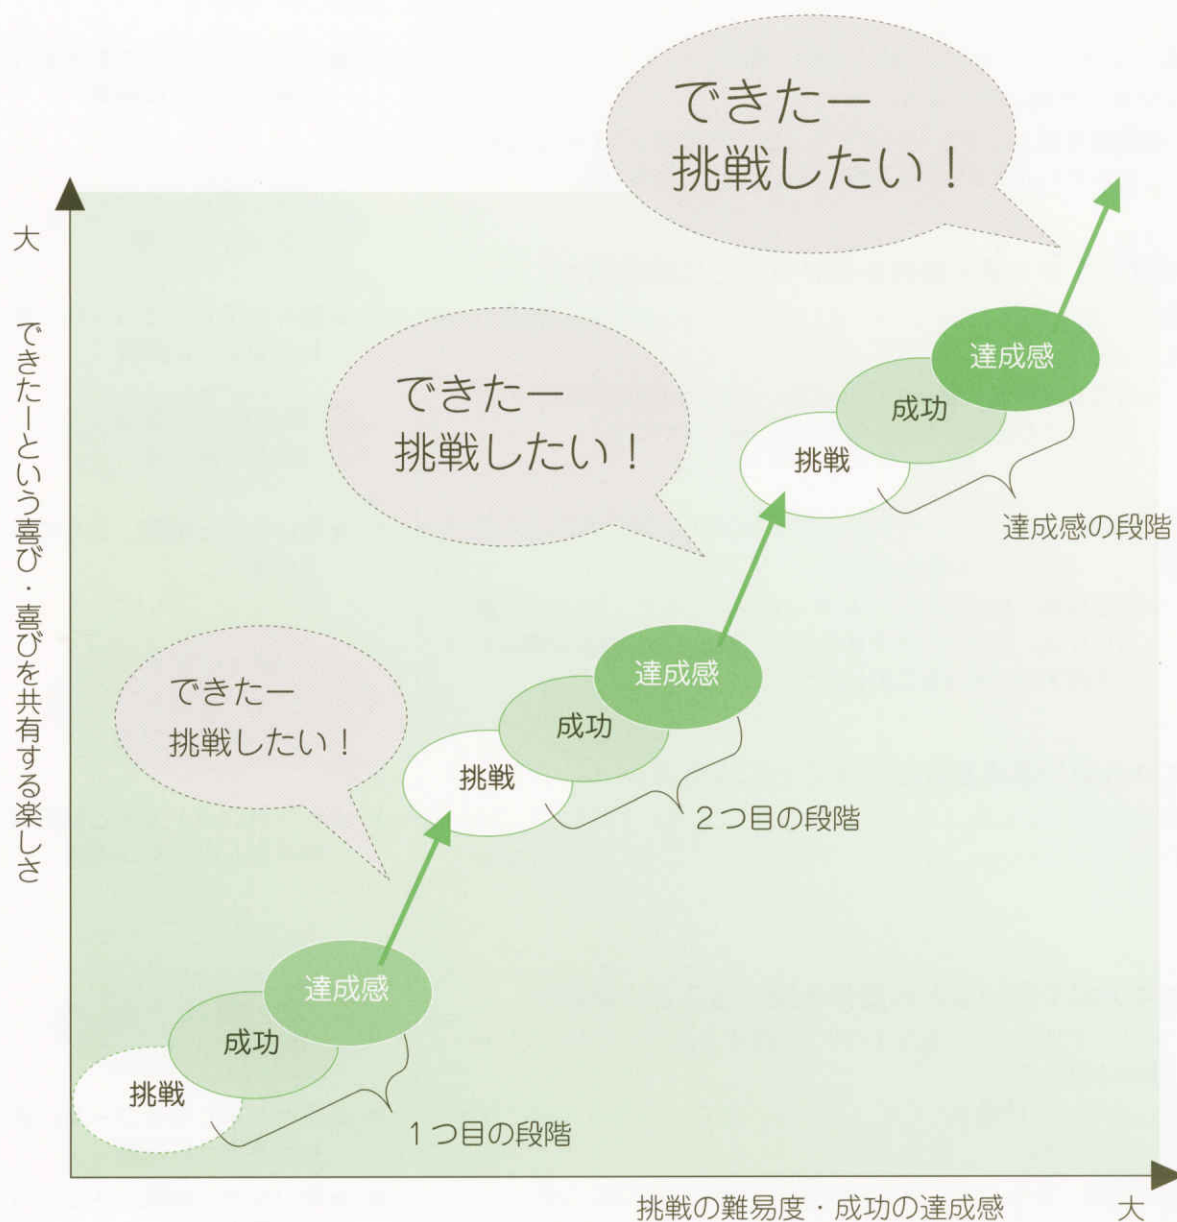 できたー
挑戦したい！
大
できたーという喜び・喜びを共有する楽しさ
達成感
成功
挑戦
達成感の段階
できたー
挑戦したい！
達成感
成功
挑戦
2つ目の段階
できたー
挑戦したい！
達成感
成功
挑戦
1つ目の段階
挑戦の難易度・成功の達成感
大